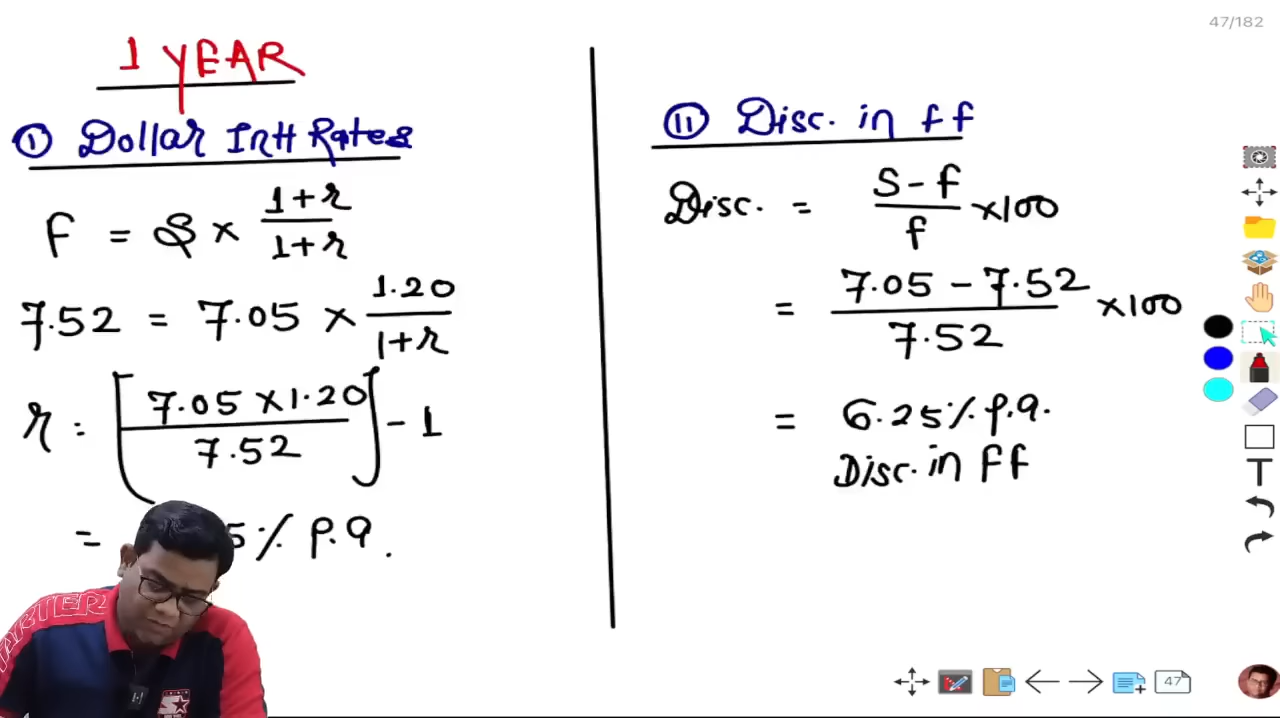 47/182
1 YEAR
① Dollar Intt Rates
F = S × 1+r / 1+r
7.52 = 7.05 × 1.20 / 1+r
r = [7.05 × 1.20 / 7.52] - 1
= 5% P.a.
⑪ Disc. in ff
Disc. = S - f / f × 100
= 7.05 - 7.52 / 7.52 × 100
= 6.25% P.a.
Disc. in Ff
T
47